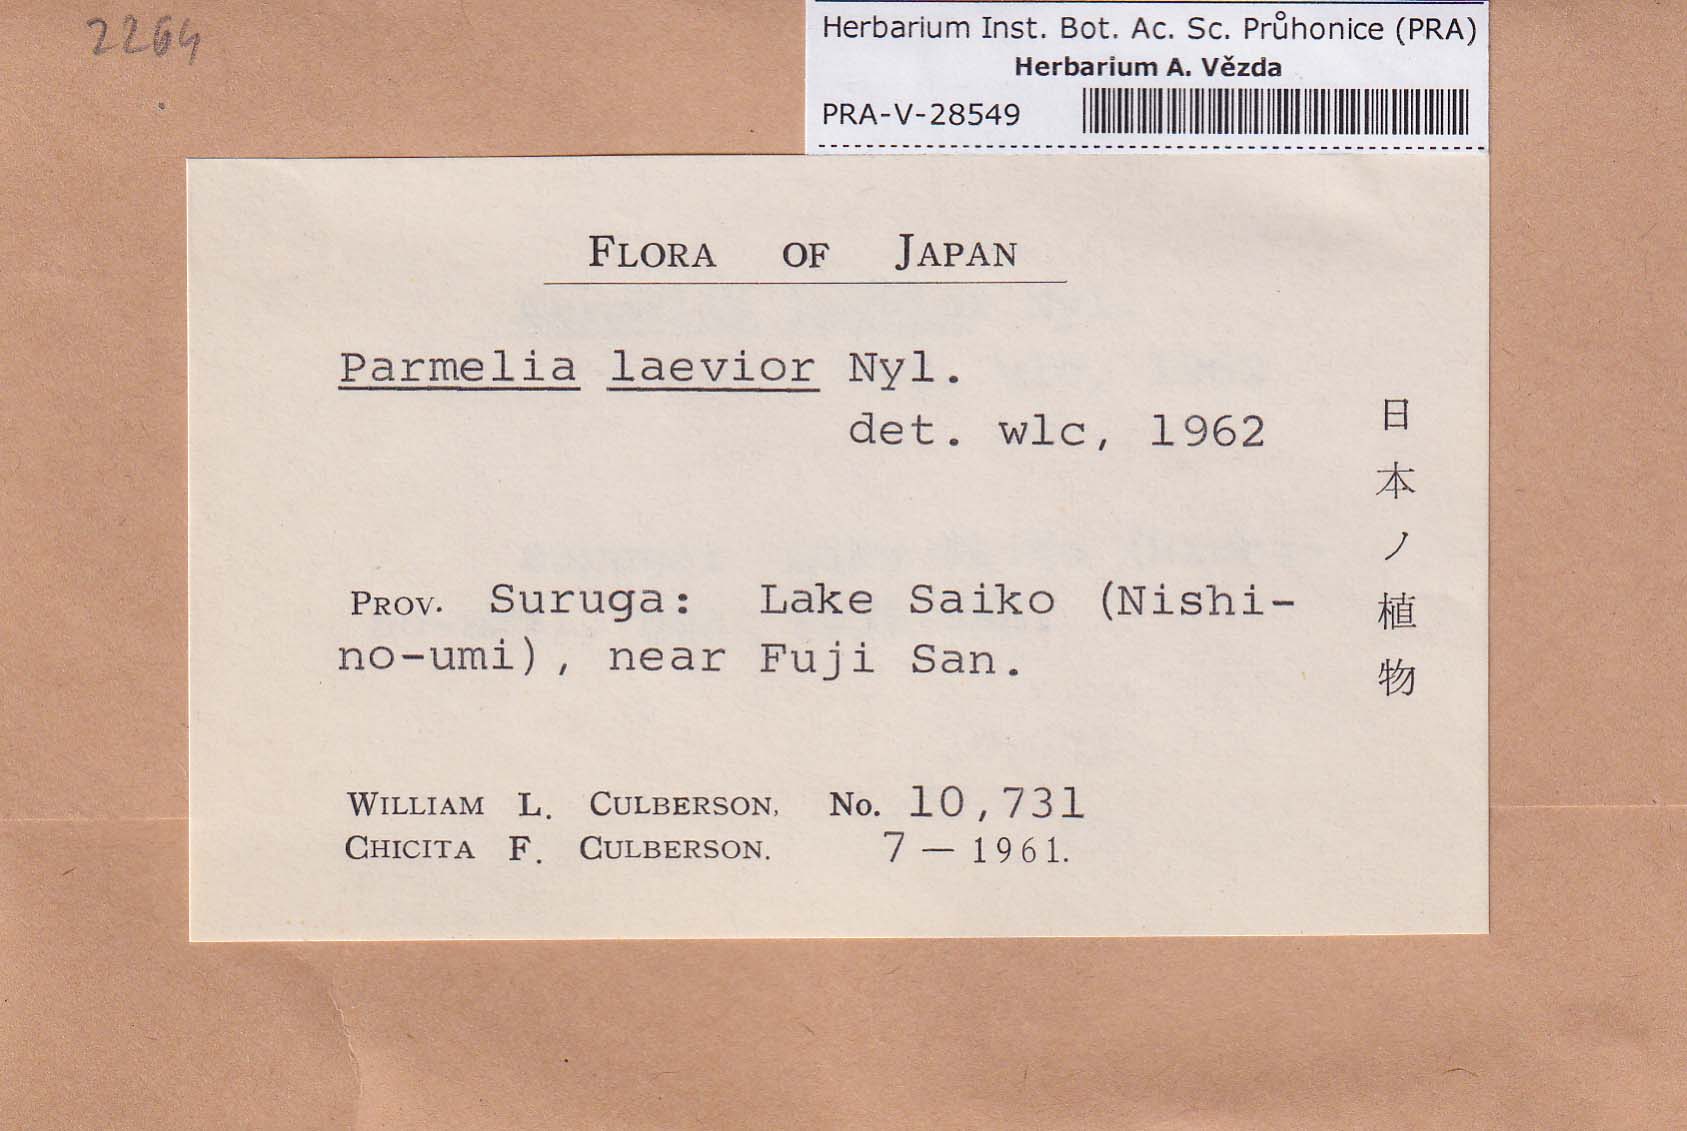 2264
Herbarium Inst. Bot. Ac. Sc. Průhonice (PRA)
Herbarium A. Vězda
PRA-V-28549
FLORA OF JAPAN
Parmelia laevior Nyl.
det. wlc, 1962
日本ノ植物
PROV. Suruga: Lake Saiko (Nishi-
no-umi), near Fuji San.
WILLIAM L. CULBERSON, No. 10,731
CHICITA F. CULBERSON. 7 — 1961.